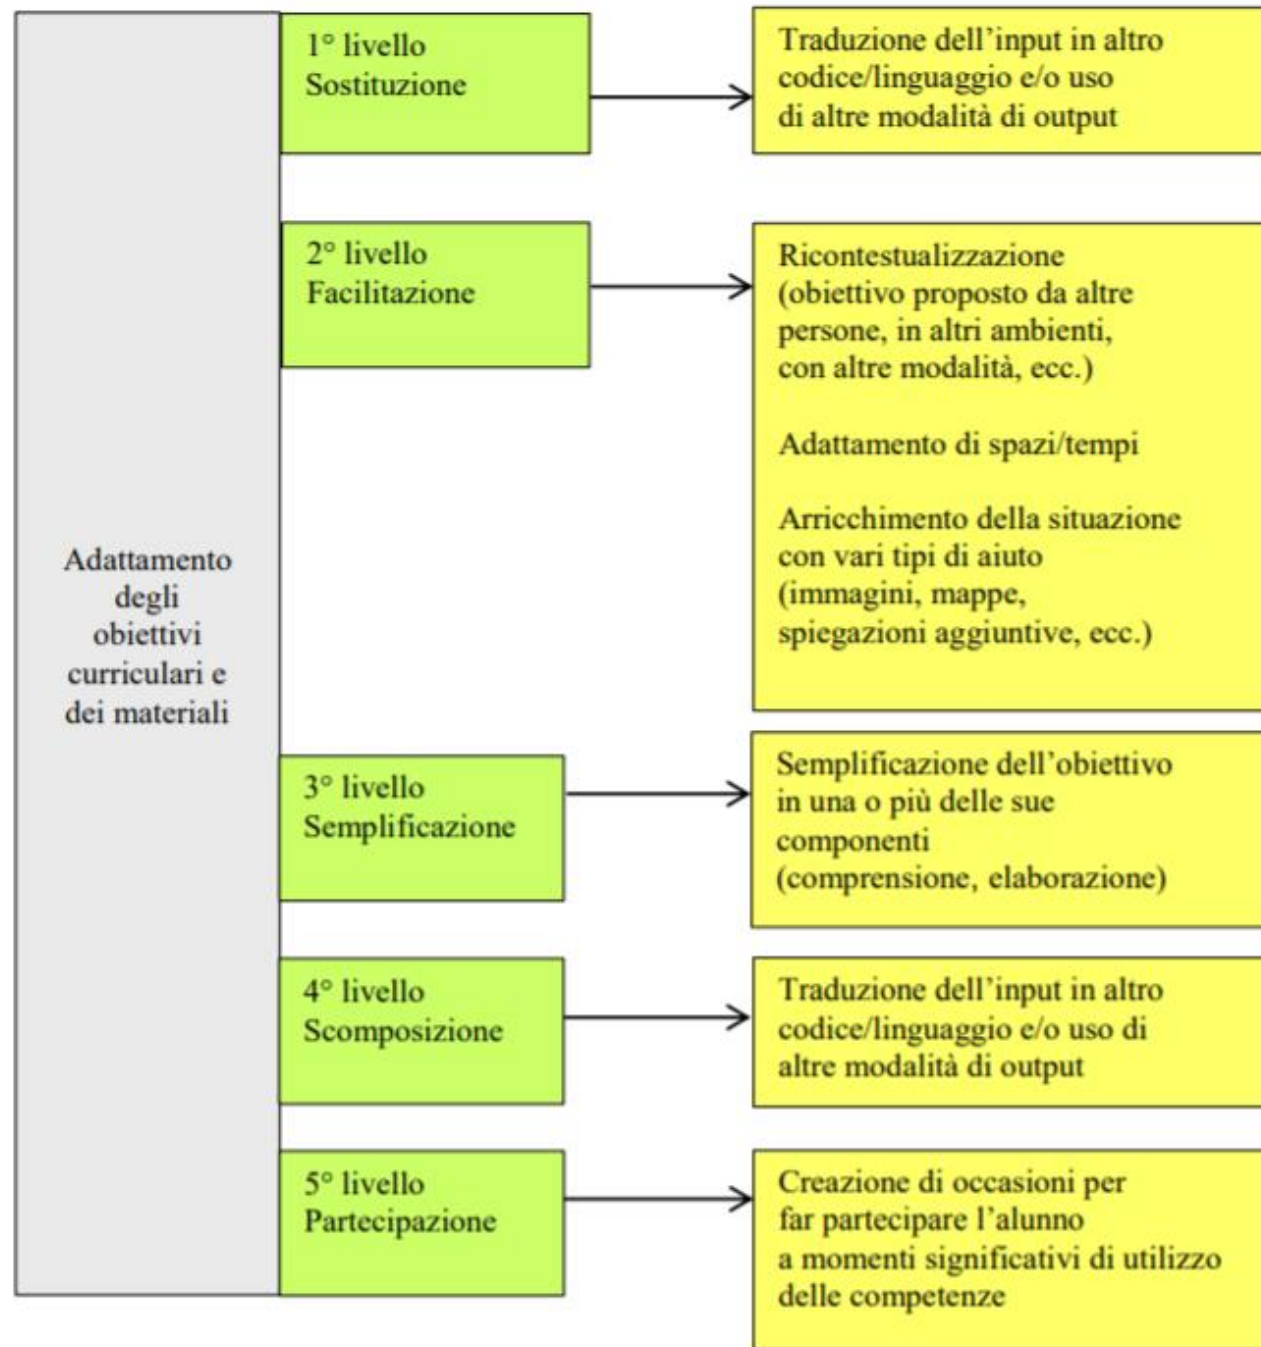 Adattamento
degli
obiettivi
curriculari e
dei materiali
1° livello
Sostituzione
Traduzione dell'input in altro
codice/linguaggio e/o uso
di altre modalità di output
2° livello
Facilitazione
Ricontestualizzazione
(obiettivo proposto da altre
persone, in altri ambienti,
con altre modalità, ecc.)
Adattamento di spazi/tempi
Arricchimento della situazione
con vari tipi di aiuto
(immagini, mappe,
spiegazioni aggiuntive, ecc.)
3° livello
Semplificazione
Semplificazione dell'obiettivo
in una o più delle sue
componenti
(comprensione, elaborazione)
4° livello
Scomposizione
Traduzione dell'input in altro
codice/linguaggio e/o uso di
altre modalità di output
5° livello
Partecipazione
Creazione di occasioni per
far partecipare l'alunno
a momenti significativi di utilizzo
delle competenze